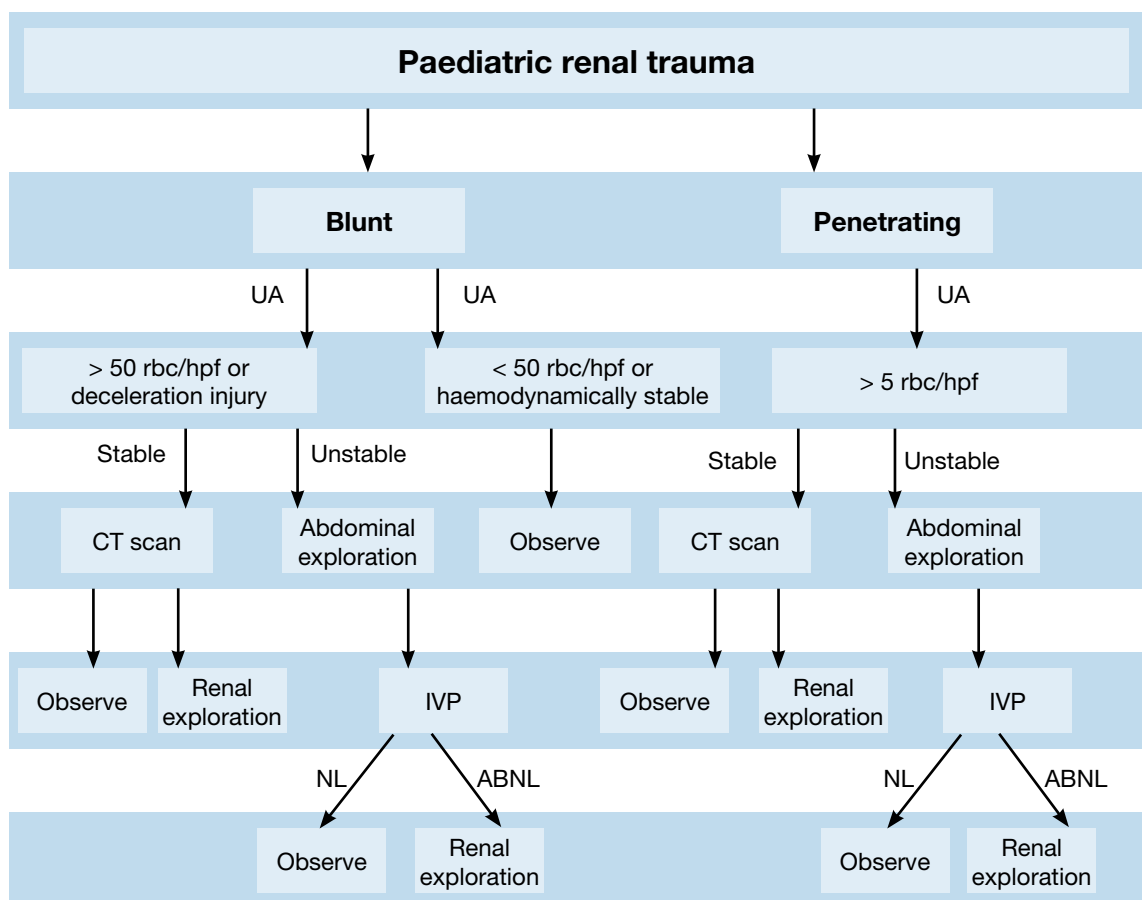 Paediatric renal trauma
Blunt
Penetrating
UA
UA
UA
> 50 rbc/hpf or
deceleration injury
< 50 rbc/hpf or
haemodynamically stable
> 5 rbc/hpf
Stable
Unstable
Stable
Unstable
CT scan
Abdominal
exploration
Observe
CT scan
Abdominal
exploration
Observe
Renal
exploration
IVP
Observe
Renal
exploration
IVP
NL
ABNL
NL
ABNL
Observe
Renal
exploration
Observe
Renal
exploration